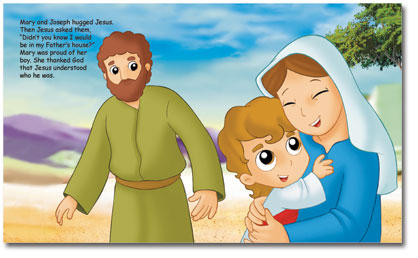 Mary and Joseph hugged Jesus.
Then Jesus asked them,
"Didn't you know I would
be in my Father's house?"
Mary was proud of her
boy. She thanked God
that Jesus understood
who he was.